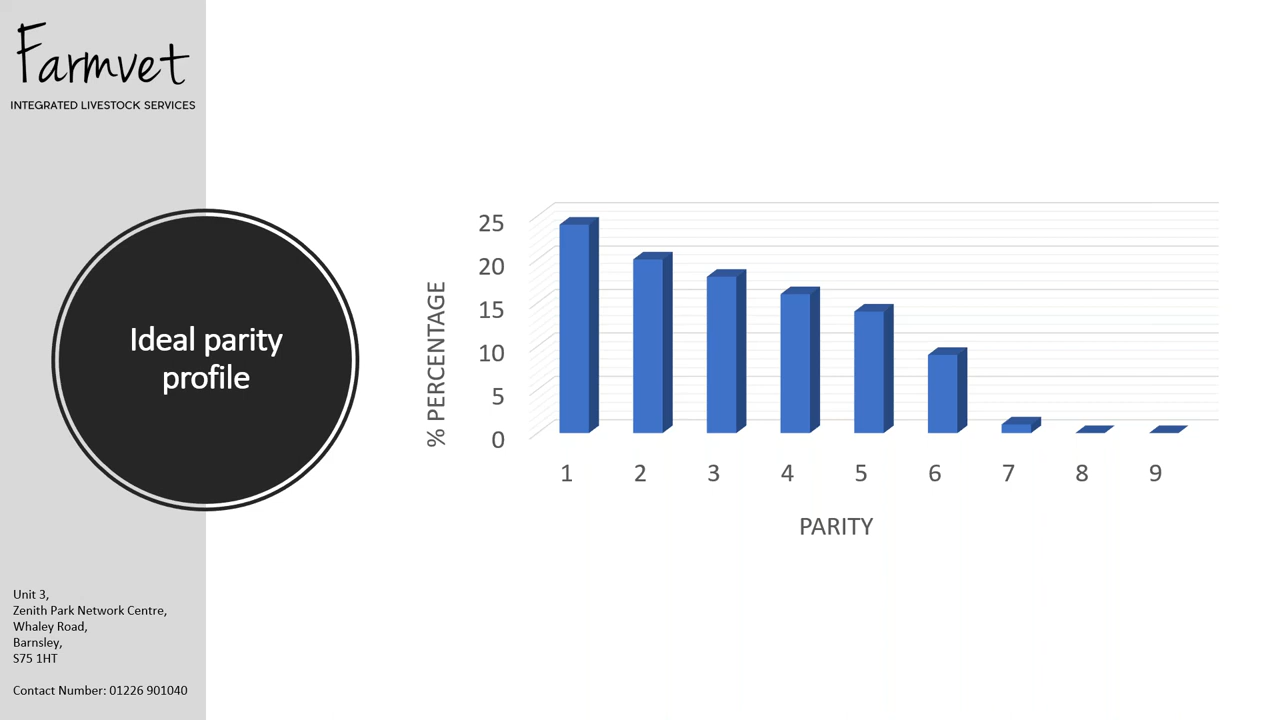 Farmvet
INTEGRATED LIVESTOCK SERVICES
Ideal parity
profile
% PERCENTAGE
25
20
15
10
5
0
1 2 3 4 5 6 7 8 9
PARITY
Unit 3,
Zenith Park Network Centre,
Whaley Road,
Barnsley,
S75 1HT
Contact Number: 01226 901040